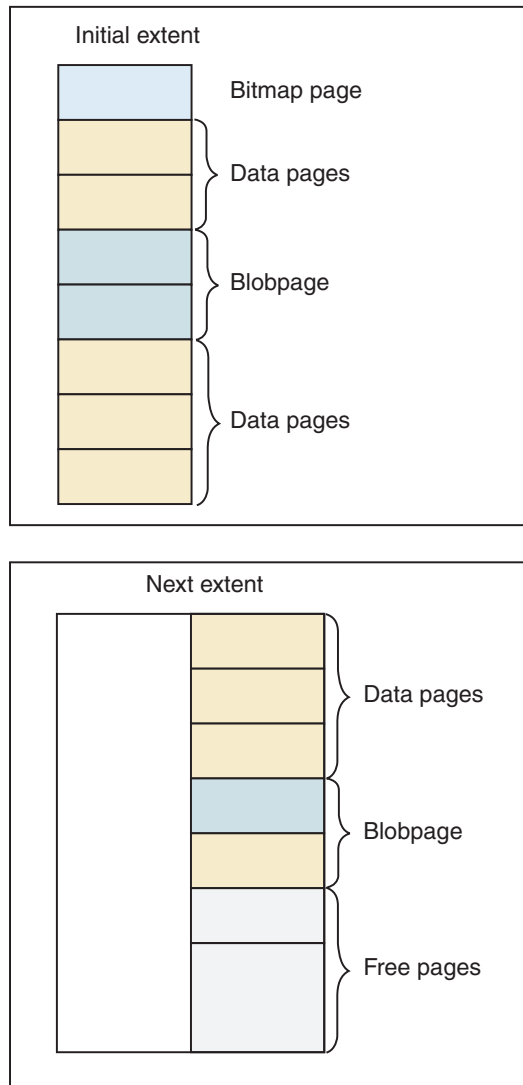 Initial extent
Bitmap page
Data pages
Blobpage
Data pages
Next extent
Data pages
Blobpage
Free pages